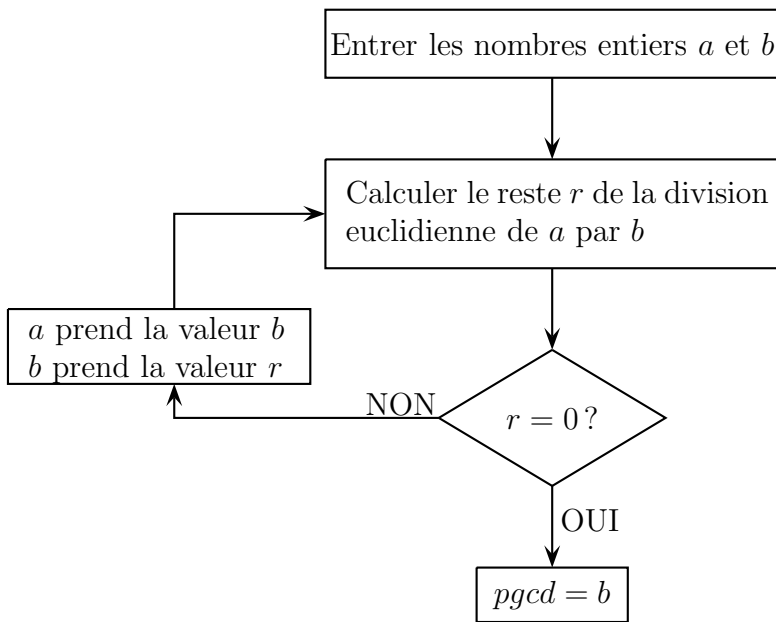 Entrer les nombres entiers a et b
Calculer le reste r de la division
euclidienne de a par b
a prend la valeur b
b prend la valeur r
NON
r = 0 ?
OUI
pgcd = b